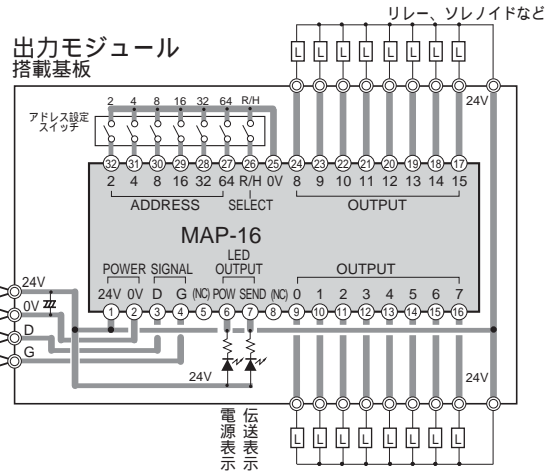 リレー、ソレノイドなど
出力モジュール
搭載基板
24V
2 4 8 16 32 64 R/H
アドレス設定
スイッチ
L L L L L L L L
32 31 30 29 28 27 26 25 24 23 22 21 20 19 18 17
2 4 8 16 32 64 R/H 0V 8 9 10 11 12 13 14 15
ADDRESS SELECT OUTPUT
MAP-16
LED
POWER SIGNAL OUTPUT OUTPUT
24V 0V D G (NC) POW SEND (NC) 0 1 2 3 4 5 6 7
1 2 3 4 5 6 7 8 9 10 11 12 13 14 15 16
24V
0V
D
G
24V
24V
電源表示
伝送表示
L L L L L L L L